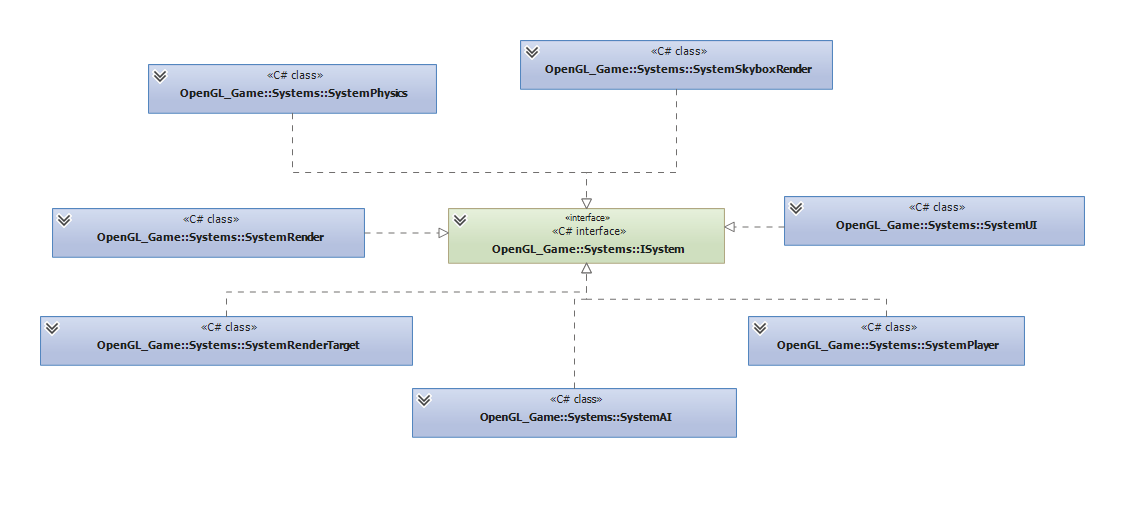 «C# class»
OpenGL_Game::Systems::SystemSkyboxRender
«C# class»
OpenGL_Game::Systems::SystemPhysics
«C# class»
OpenGL_Game::Systems::SystemRender
«interface»
«C# interface»
OpenGL_Game::Systems::ISystem
«C# class»
OpenGL_Game::Systems::SystemUI
«C# class»
OpenGL_Game::Systems::SystemRenderTarget
«C# class»
OpenGL_Game::Systems::SystemPlayer
«C# class»
OpenGL_Game::Systems::SystemAI